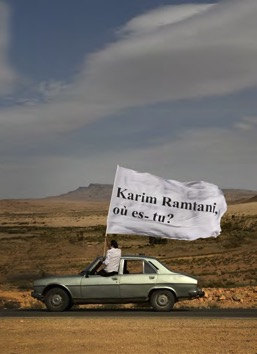 Karim Ramtani,
où es-tu?